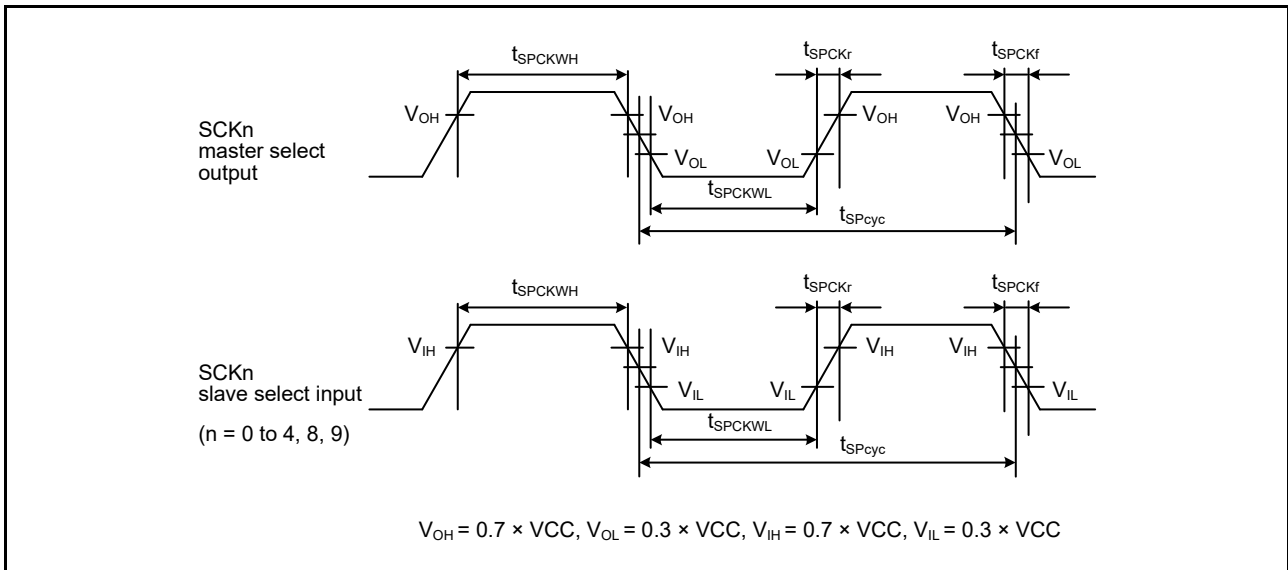 tSPCKWH tSPCKr tSPCKf
VOH VOH VOH VOH
SCKn
master select
output
VOL VOL VOL
tSPCKWL
tSPcyc
tSPCKWH tSPCKr tSPCKf
VIH VIH VIH VIH
SCKn
slave select input
VIL VIL VIL
(n = 0 to 4, 8, 9)
tSPCKWL
tSPcyc
VOH = 0.7 × VCC, VOL = 0.3 × VCC, VIH = 0.7 × VCC, VIL = 0.3 × VCC